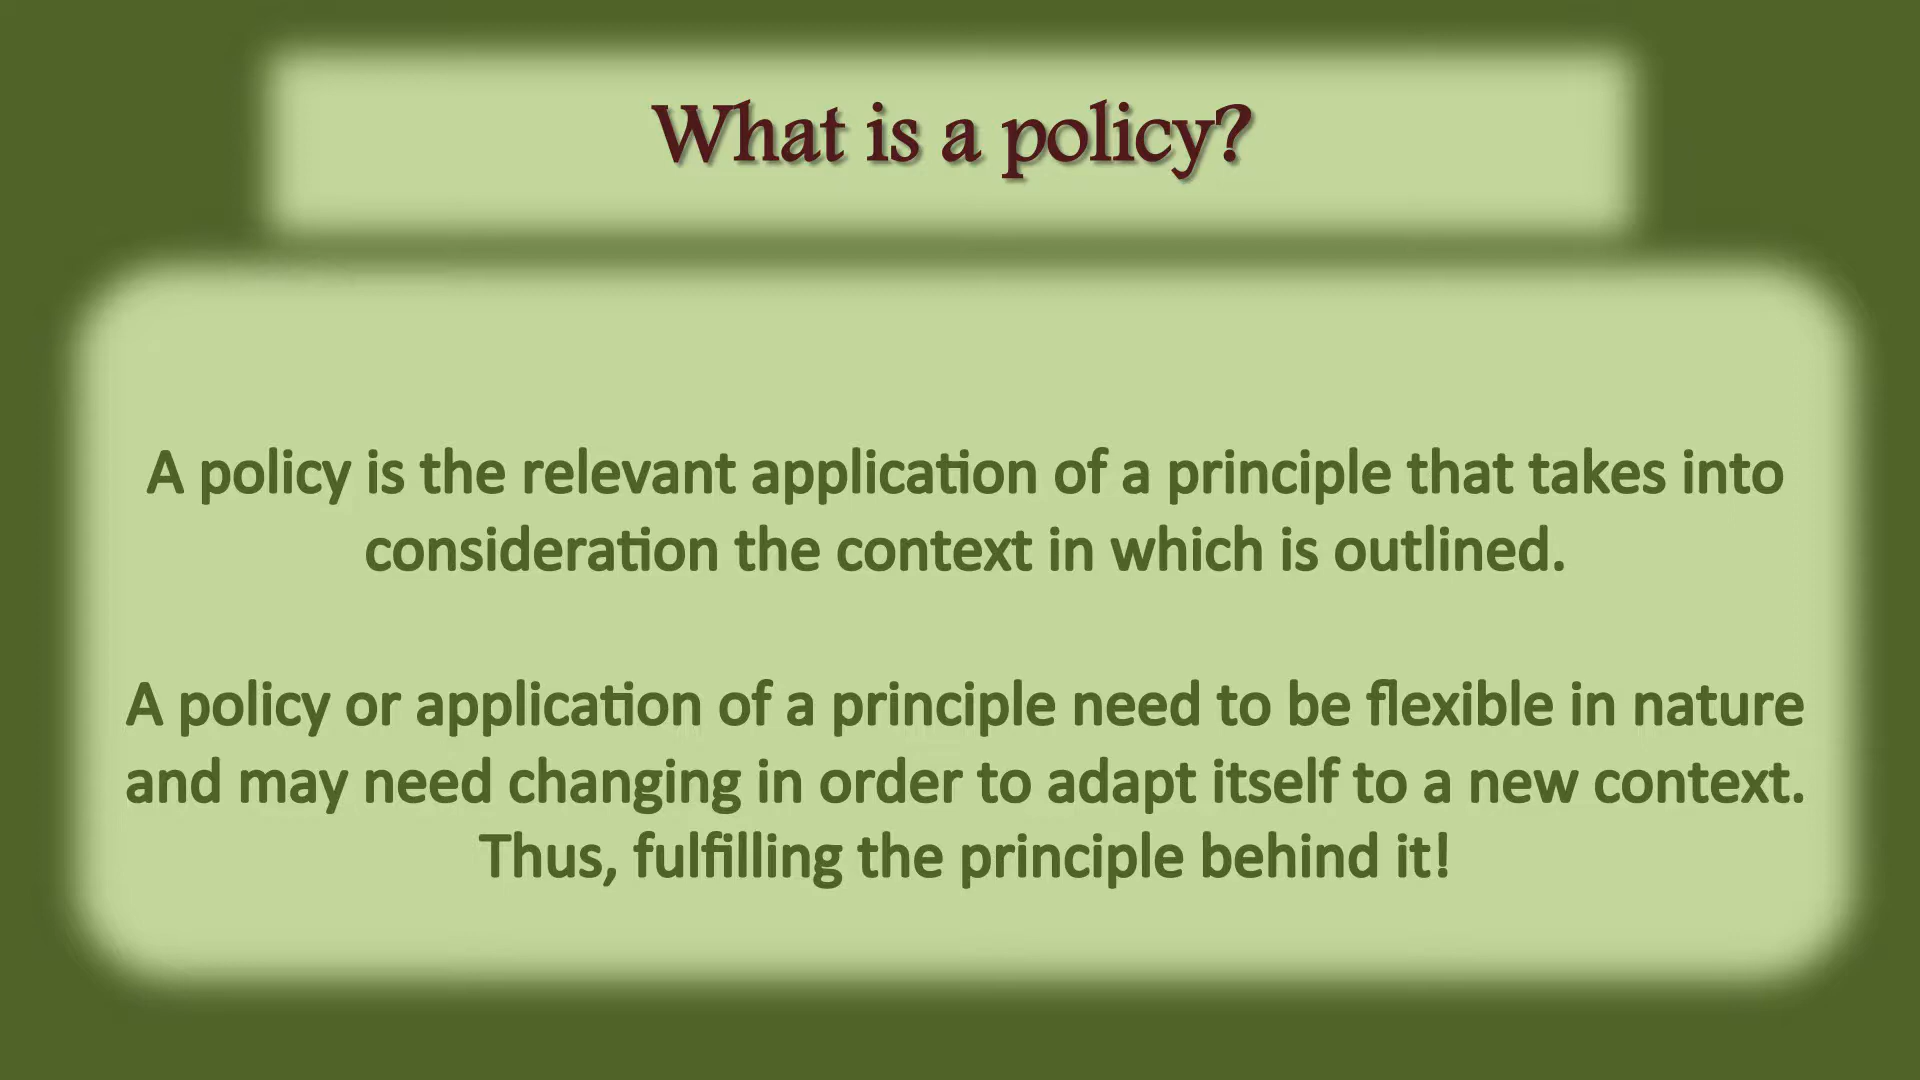 What is a policy?
A policy is the relevant application of a principle that takes into
consideration the context in which is outlined.
A policy or application of a principle need to be flexible in nature
and may need changing in order to adapt itself to a new context.
Thus, fulfilling the principle behind it!